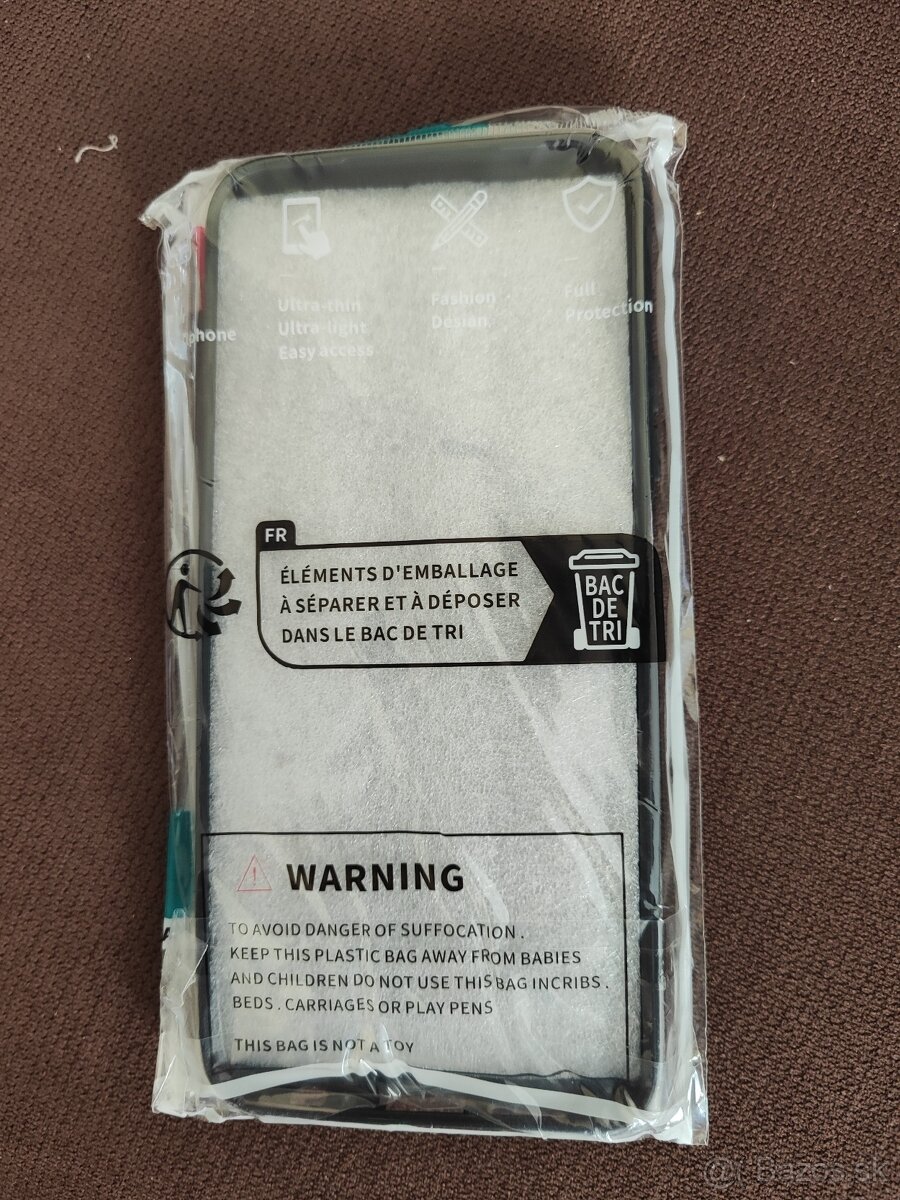 phone
Ultra-thin
Ultra-light
Easy access
Fashion
Design
Full
Protection
FR
ÉLÉMENTS D'EMBALLAGE
À SÉPARER ET À DÉPOSER
DANS LE BAC DE TRI
BAC
DE
TRI
WARNING
TO AVOID DANGER OF SUFFOCATION .
KEEP THIS PLASTIC BAG AWAY FROM BABIES
AND CHILDREN DO NOT USE THIS BAG INCRIBS .
BEDS . CARRIAGES OR PLAY PENS
THIS BAG IS NOT A TOY
Bazos.sk